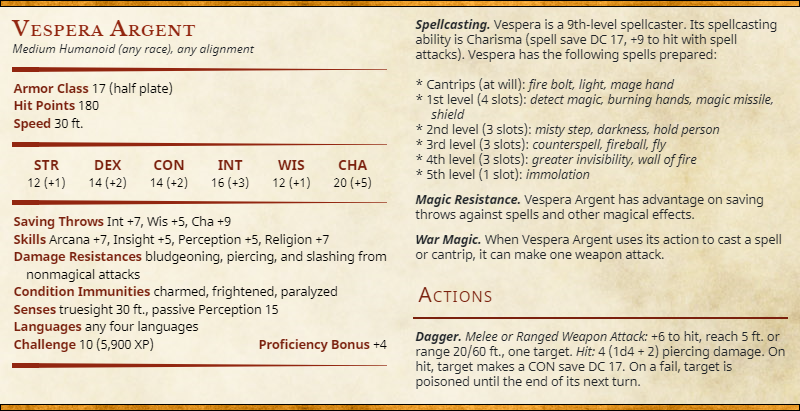 Vespera Argent
Medium Humanoid (any race), any alignment
Armor Class 17 (half plate)
Hit Points 180
Speed 30 ft.
STR DEX CON INT WIS CHA
12 (+1) 14 (+2) 14 (+2) 16 (+3) 12 (+1) 20 (+5)
Saving Throws Int +7, Wis +5, Cha +9
Skills Arcana +7, Insight +5, Perception +5, Religion +7
Damage Resistances bludgeoning, piercing, and slashing from
nonmagical attacks
Condition Immunities charmed, frightened, paralyzed
Senses truesight 30 ft., passive Perception 15
Languages any four languages
Challenge 10 (5,900 XP) Proficiency Bonus +4
Spellcasting. Vespera is a 9th-level spellcaster. Its spellcasting
ability is Charisma (spell save DC 17, +9 to hit with spell
attacks). Vespera has the following spells prepared:
* Cantrips (at will): fire bolt, light, mage hand
* 1st level (4 slots): detect magic, burning hands, magic missile,
shield
* 2nd level (3 slots): misty step, darkness, hold person
* 3rd level (3 slots): counterspell, fireball, fly
* 4th level (3 slots): greater invisibility, wall of fire
* 5th level (1 slot): immolation
Magic Resistance. Vespera Argent has advantage on saving
throws against spells and other magical effects.
War Magic. When Vespera Argent uses its action to cast a spell
or cantrip, it can make one weapon attack.
Actions
Dagger. Melee or Ranged Weapon Attack: +6 to hit, reach 5 ft. or
range 20/60 ft., one target. Hit: 4 (1d4 + 2) piercing damage. On
hit, target makes a CON save DC 17. On a fail, target is
poisoned until the end of its next turn.